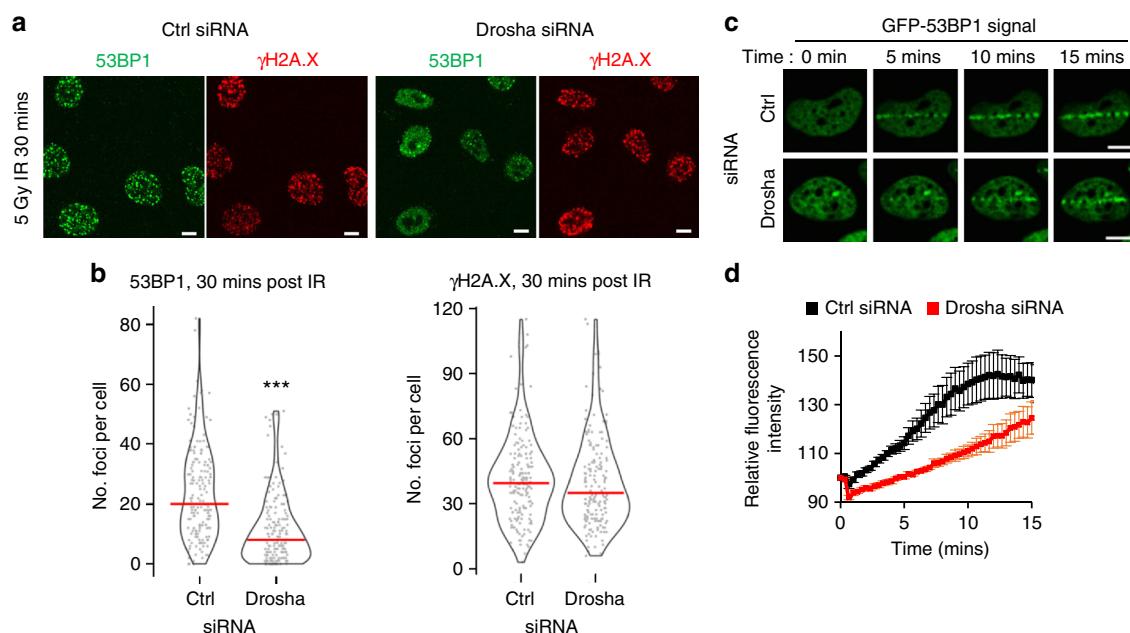 a
Ctrl siRNA
Drosha siRNA
53BP1
γH2A.X
53BP1
γH2A.X
5 Gy IR 30 mins
b
53BP1, 30 mins post IR
No. foci per cell
80
60
40
20
0
***
Ctrl
Drosha
siRNA
γH2A.X, 30 mins post IR
No. foci per cell
120
90
60
30
0
Ctrl
Drosha
siRNA
c
GFP-53BP1 signal
Time : 0 min
5 mins
10 mins
15 mins
siRNA
Ctrl
Drosha
d
Ctrl siRNA
Drosha siRNA
Relative fluorescence
intensity
150
130
110
90
0
5
10
15
Time (mins)